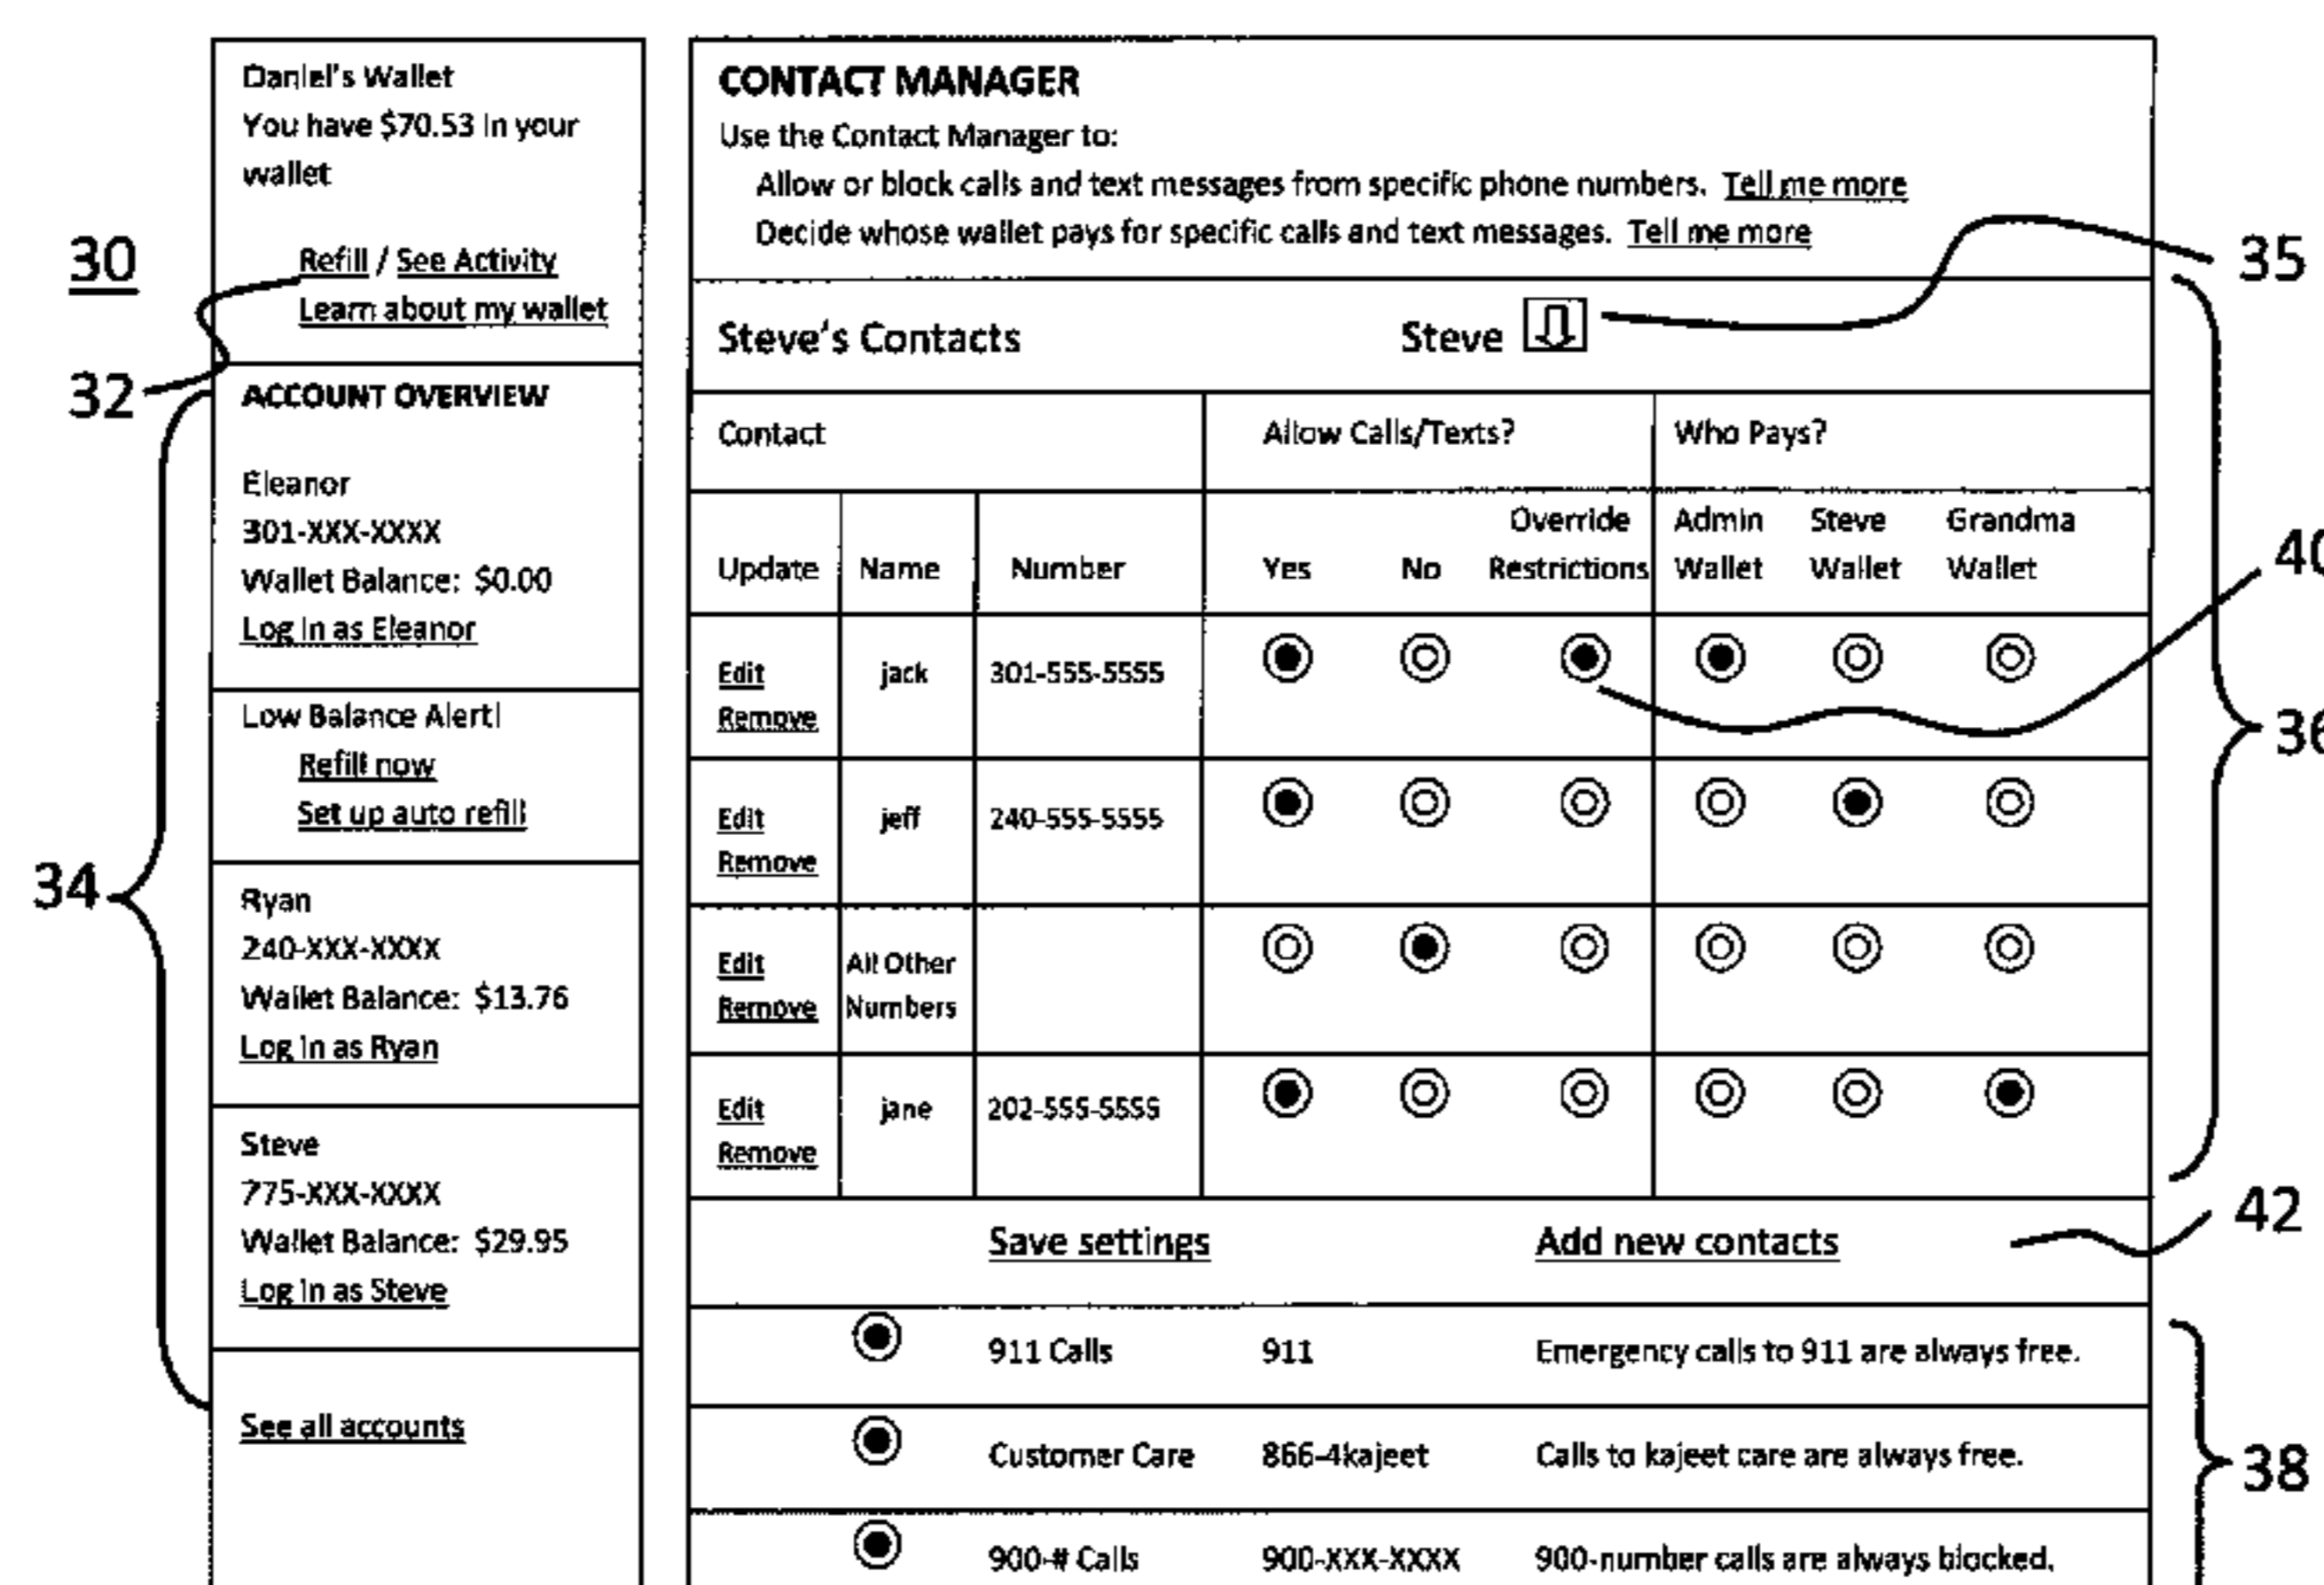 Daniel's Wallet
You have $70.53 in your
wallet
Refill / See Activity
Learn about my wallet
30
32
ACCOUNT OVERVIEW
Eleanor
301-XXX-XXXX
Wallet Balance: $0.00
Log in as Eleanor
Low Balance Alert!
Refill now
Set up auto refill
34
Ryan
240-XXX-XXXX
Wallet Balance: $13.76
Log in as Ryan
Steve
775-XXX-XXXX
Wallet Balance: $29.95
Log in as Steve
See all accounts
CONTACT MANAGER
Use the Contact Manager to:
Allow or block calls and text messages from specific phone numbers. Tell me more
Decide whose wallet pays for specific calls and text messages. Tell me more
35
Steve's Contacts Steve
Contact Allow Calls/Texts? Who Pays?
Override Admin Steve Grandma
Update Name Number Yes No Restrictions Wallet Wallet Wallet
40
Edit jack 301-555-5555
Remove
36
Edit jeff 240-555-5555
Remove
Edit All Other
Remove Numbers
Edit jane 202-555-5555
Remove
42
Save settings Add new contacts
911 Calls 911 Emergency calls to 911 are always free.
Customer Care 866-4kajeet Calls to kajeet care are always free.
38
900-# Calls 900-XXX-XXXX 900-number calls are always blocked.